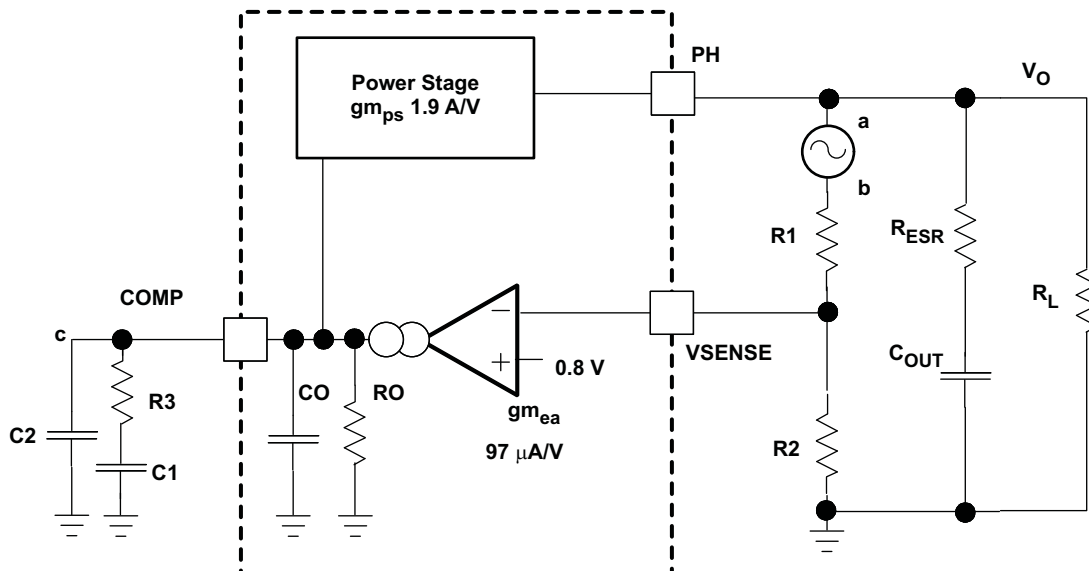 PH
Power Stage
gm_ps 1.9 A/V
V_O
a
b
R1
R_ESR
R_L
COMP
c
−
VSENSE
+
0.8 V
C_OUT
R3
CO
RO
gm_ea
C2
C1
97 μA/V
R2